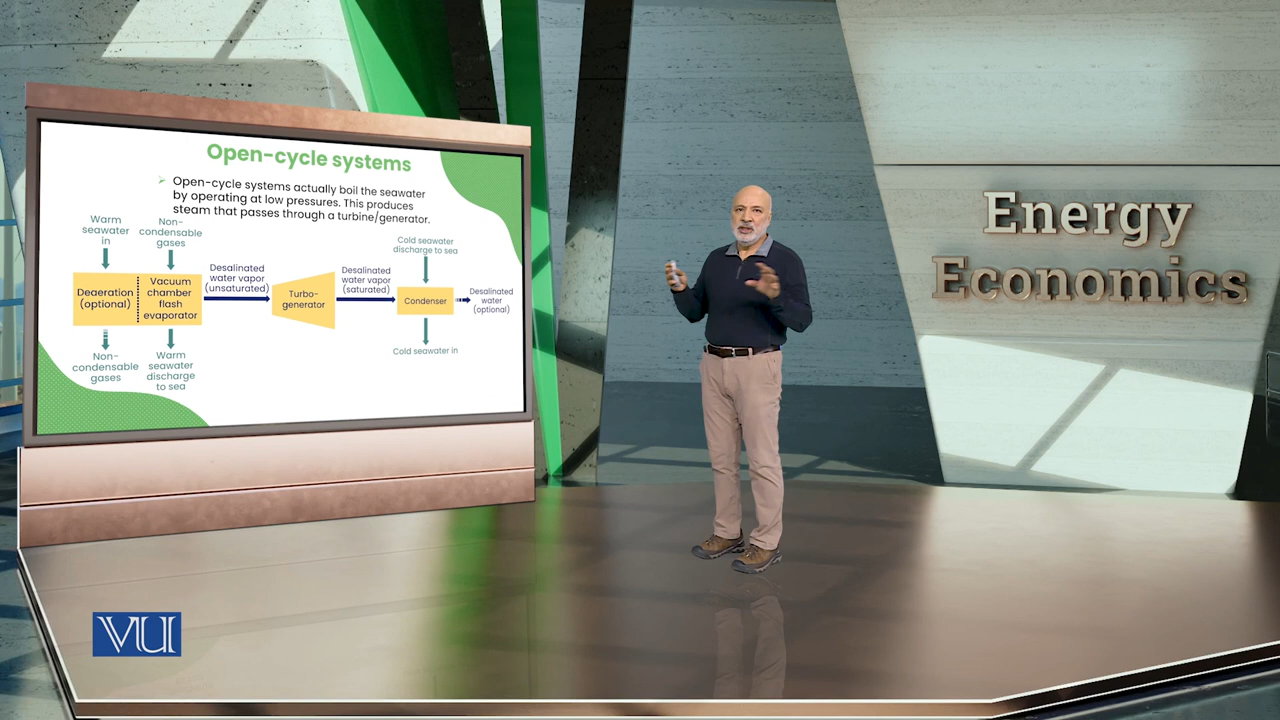 Open-cycle systems
Open-cycle systems actually boil the seawater
by operating at low pressures. This produces
steam that passes through a turbine/generator.
Warm
seawater
in
Non-
condensable
gases
Cold seawater
discharge to sea
Deaeration
(optional)
Vacuum
chamber
flash
evaporator
Desalinated
water vapor
(unsaturated)
Turbo-
generator
Desalinated
water vapor
(saturated)
Condenser
Desalinated
water
(optional)
Non-
condensable
gases
Warm
seawater
discharge
to sea
Cold seawater in
Energy
Economics
VU